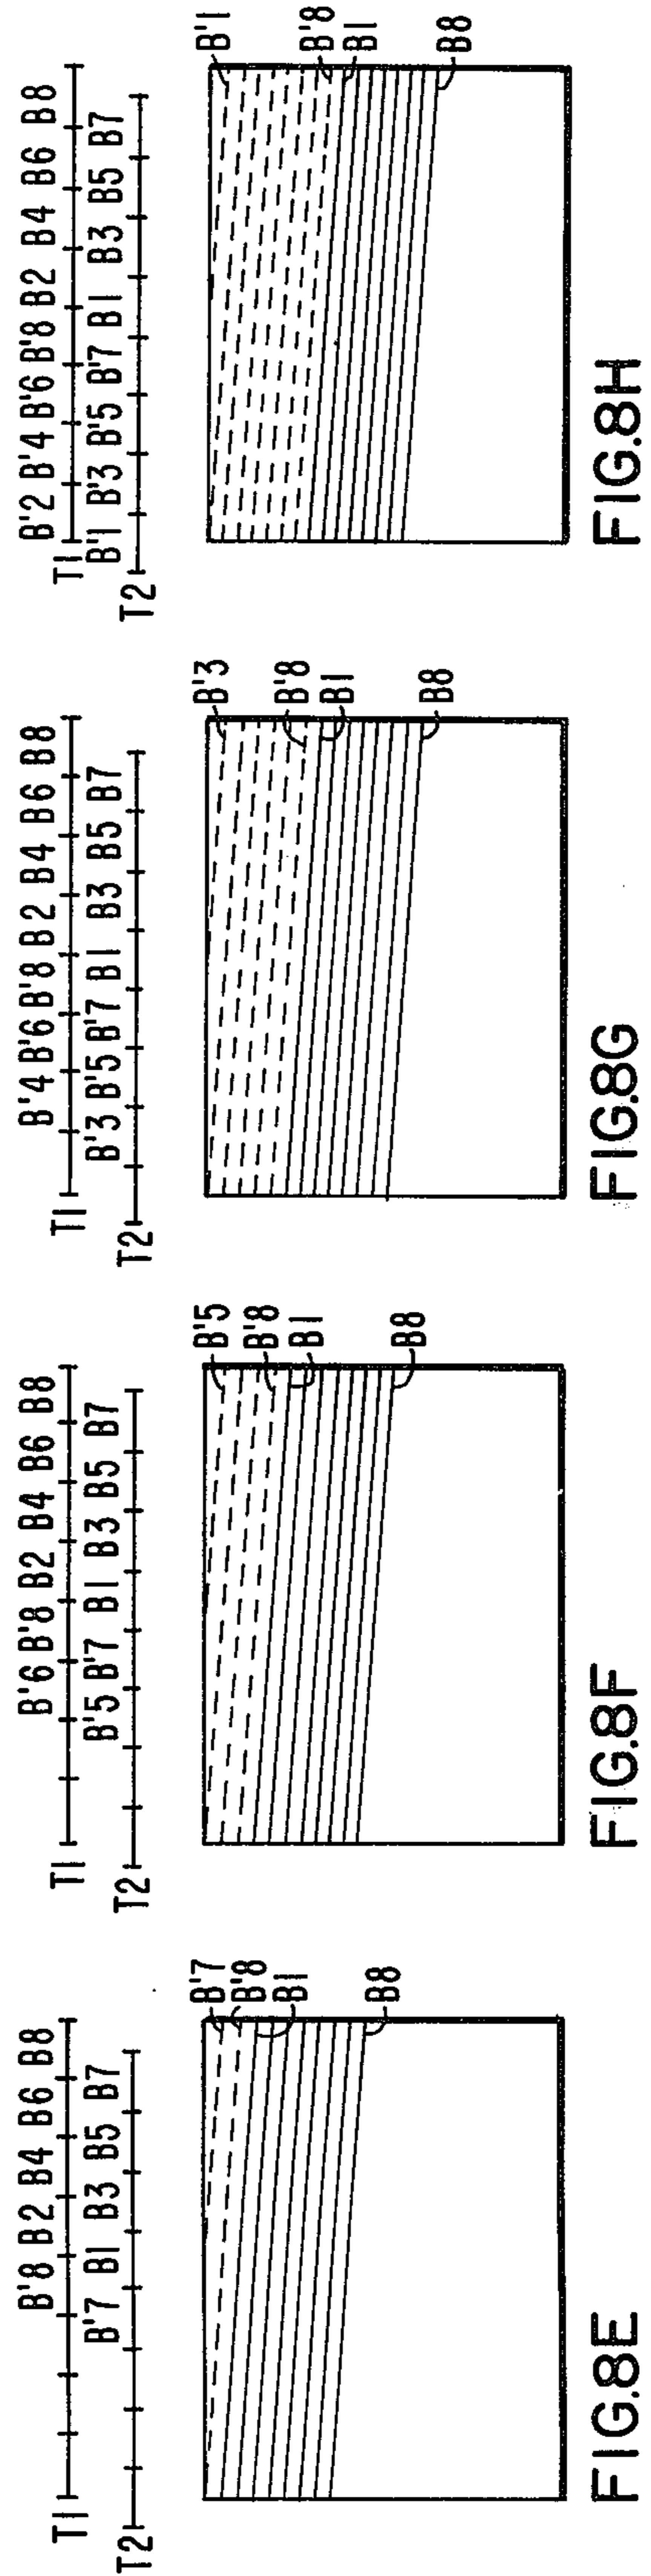 B'8 B2 B4 B6 B8
T1
B'7 B1 B3 B5 B7
T2
B'7
B'8
B1
B8
FIG.8E
B'6 B'8 B2 B4 B6 B8
T1
B'5 B'7 B1 B3 B5 B7
T2
B'5
B'8
B1
B8
FIG.8F
B'4 B'6 B'8 B2 B4 B6 B8
T1
B'3 B'5 B'7 B1 B3 B5 B7
T2
B'3
B'8
B1
B8
FIG.8G
B'2 B'4 B'6 B'8 B2 B4 B6 B8
T1
B'1 B'3 B'5 B'7 B1 B3 B5 B7
T2
B'1
B'8
B1
B8
FIG.8H